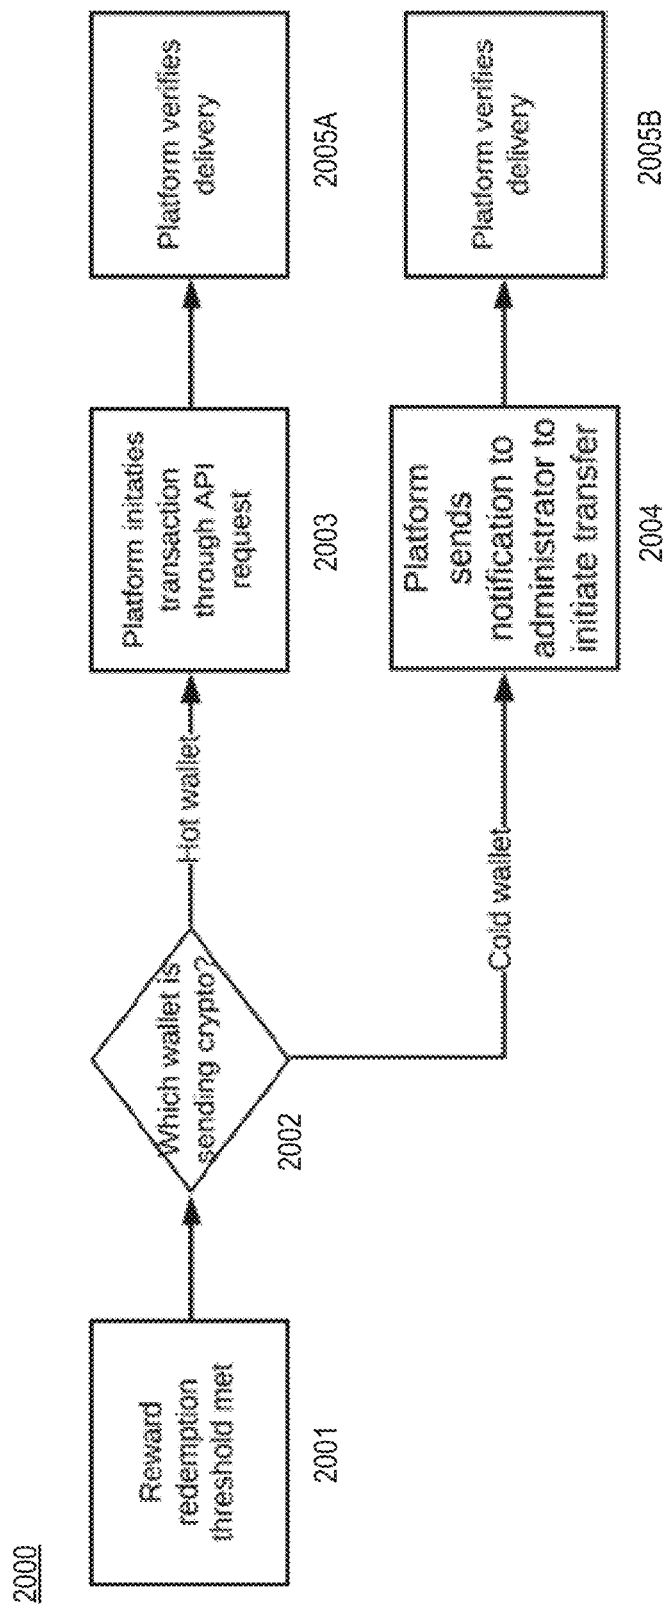 2000
Reward
redemption
threshold met
2001
Which wallet is
sending crypto?
2002
Hot wallet
Platform initaties
transaction
through API
request
2003
Platform verifies
delivery
2005A
Cold wallet
Platform
sends
notification to
administrator to
initiate transfer
2004
Platform verifies
delivery
2005B